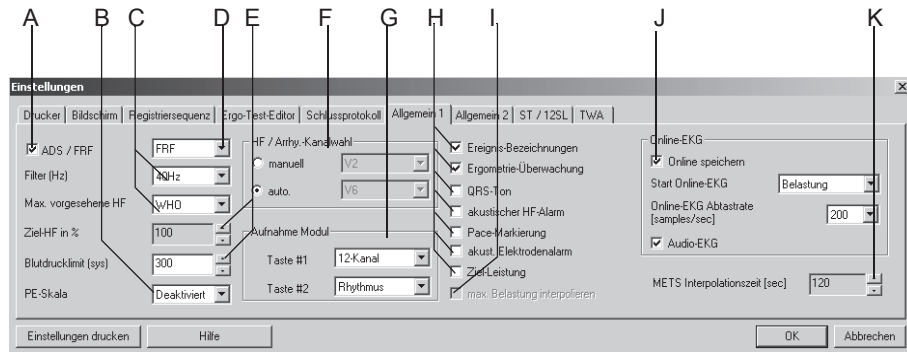 A B C D E F G H I J K
Einstellungen
Drucker Bildschirm Registriersequenz Ergo-Test-Editor Schlussprotokoll Allgemein 1 Allgemein 2 ST / 12SL TWA
ADS / FRF FRF
Filter (Hz) 40Hz
Max. vorgesehene HF WHO
Ziel-HF in % 100
Blutdrucklimit (sys) 300
PE-Skala Deaktiviert
HF / Arrhy.-Kanalwahl
manuell V2
auto. V6
Aufnahme Modul
Taste #1 12-Kanal
Taste #2 Rhythmus
Ereignis-Bezeichnungen
Ergometrie-Überwachung
QRS-Ton
akustischer HF-Alarm
Pace-Markierung
akust. Elektrodenalarm
Ziel-Leistung
max. Belastung interpolieren
Online-EKG
Online speichern
Start Online-EKG Belastung
Online-EKG Abtastrate
[samples/sec] 200
Audio-EKG
METS Interpolationszeit [sec] 120
Einstellungen drucken Hilfe OK Abbrechen